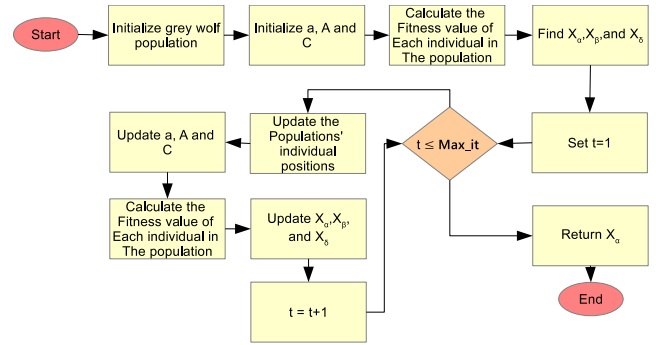 Start
Initialize grey wolf
population
Initialize a, A and
C
Calculate the
Fitness value of
Each individual in
The population
Find Xα,Xβ,and Xδ
Set t=1
t ≤ Max_it
Update the
Populations'
individual
positions
Update a, A and
C
Calculate the
Fitness value of
Each individual in
The population
Update Xα,Xβ,
and Xδ
t = t+1
Return Xα
End